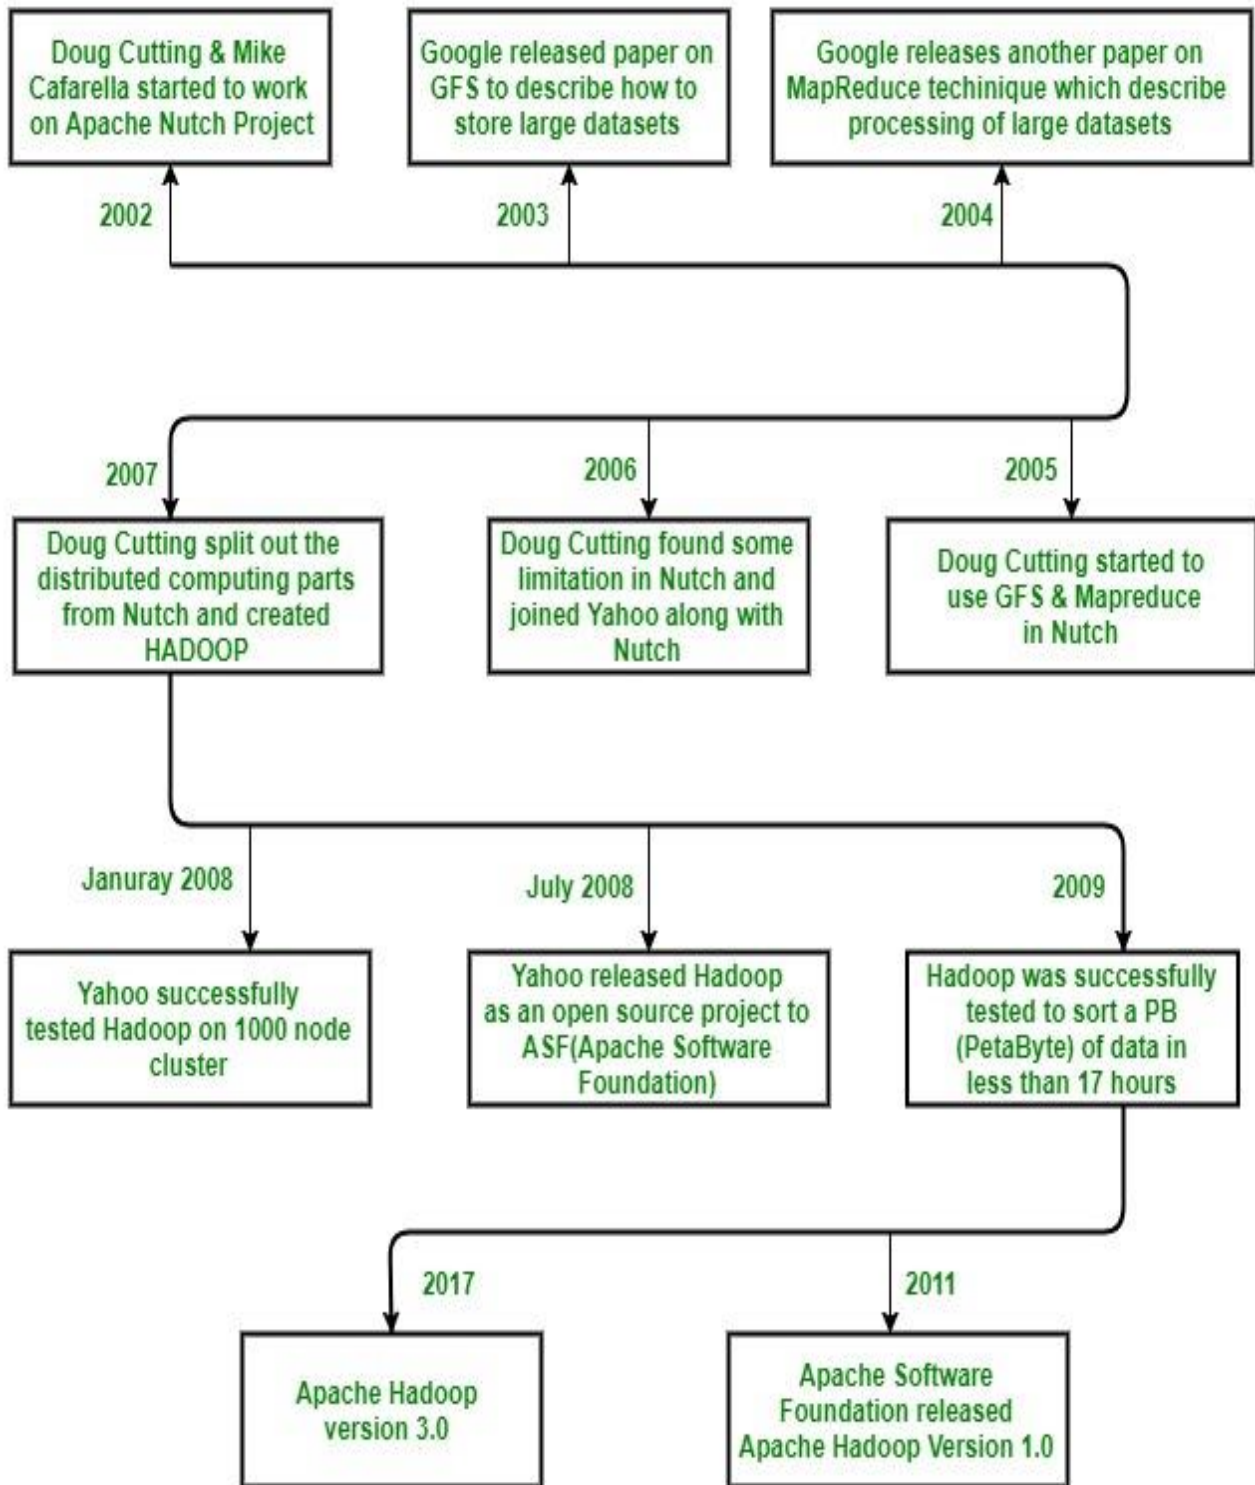 Doug Cutting & Mike
Cafarella started to work
on Apache Nutch Project
Google released paper on
GFS to describe how to
store large datasets
Google releases another paper on
MapReduce techinique which describe
processing of large datasets
2002
2003
2004
2007
2006
2005
Doug Cutting split out the
distributed computing parts
from Nutch and created
HADOOP
Doug Cutting found some
limitation in Nutch and
joined Yahoo along with
Nutch
Doug Cutting started to
use GFS & Mapreduce
in Nutch
Januray 2008
July 2008
2009
Yahoo successfully
tested Hadoop on 1000 node
cluster
Yahoo released Hadoop
as an open source project to
ASF(Apache Software
Foundation)
Hadoop was successfully
tested to sort a PB
(PetaByte) of data in
less than 17 hours
2017
2011
Apache Hadoop
version 3.0
Apache Software
Foundation released
Apache Hadoop Version 1.0